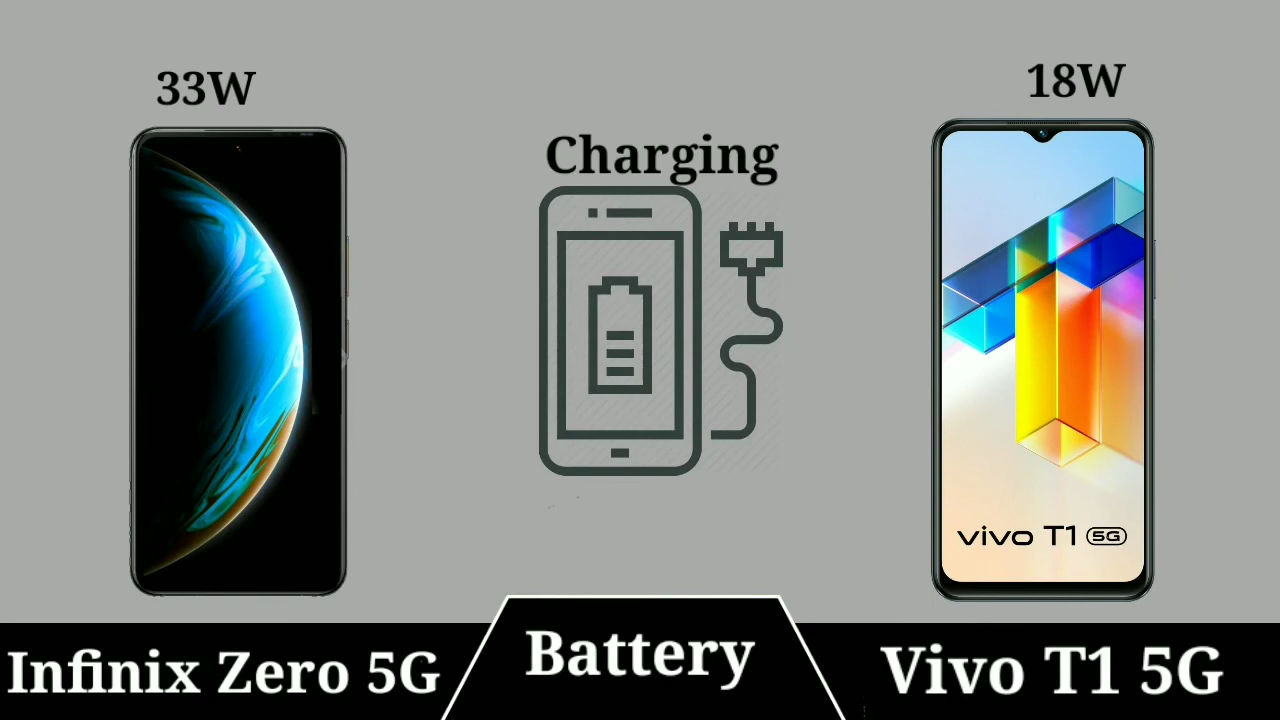 33W
18W
Charging
vivo T1 5G
Infinix Zero 5G
Battery
Vivo T1 5G